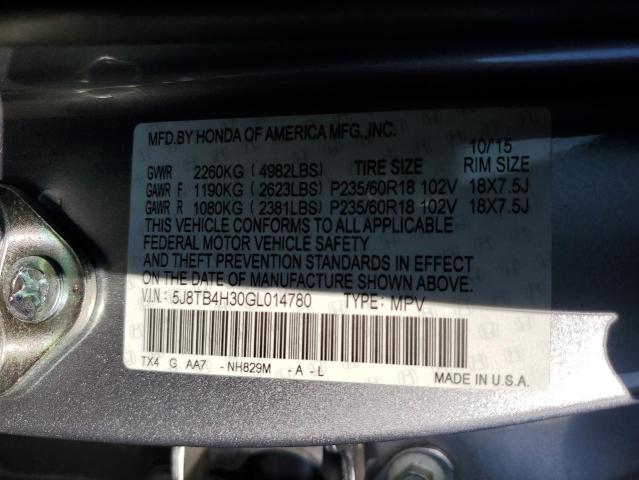 MFD.BY HONDA OF AMERICA MFG.,INC. 10/15
GVWR 2260KG (4982LBS) TIRE SIZE RIM SIZE
GAWR F 1190KG (2623LBS) P235/60R18 102V 18X7.5J
GAWR R 1080KG (2381LBS) P235/60R18 102V 18X7.5J
THIS VEHICLE CONFORMS TO ALL APPLICABLE
FEDERAL MOTOR VEHICLE SAFETY
AND THEFT PREVENTION STANDARDS IN EFFECT
ON THE DATE OF MANUFACTURE SHOWN ABOVE.
V.I.N.: 5J8TB4H30GL014780 TYPE: MPV
TX4 G AA7 -NH829M -A -L
MADE IN U.S.A.